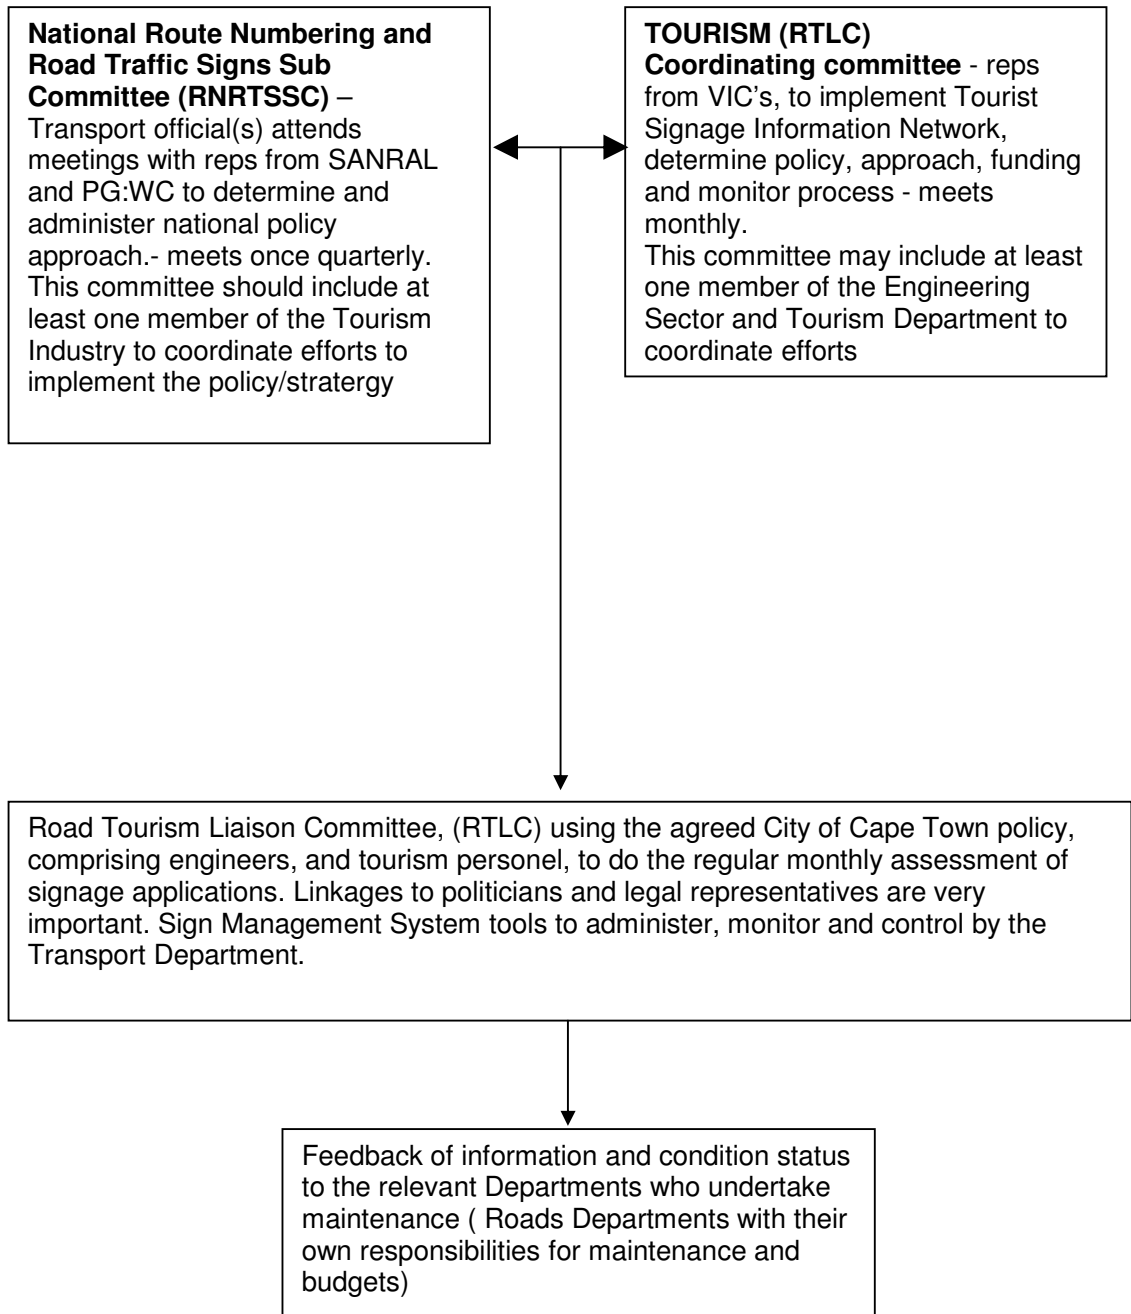 National Route Numbering and
Road Traffic Signs Sub
Committee (RNRTSSC) –
Transport official(s) attends
meetings with reps from SANRAL
and PG:WC to determine and
administer national policy
approach.- meets once quarterly.
This committee should include at
least one member of the Tourism
Industry to coordinate efforts to
implement the policy/stratergy
TOURISM (RTLC)
Coordinating committee - reps
from VIC's, to implement Tourist
Signage Information Network,
determine policy, approach, funding
and monitor process - meets
monthly.
This committee may include at least
one member of the Engineering
Sector and Tourism Department to
coordinate efforts
Road Tourism Liaison Committee, (RTLC) using the agreed City of Cape Town policy,
comprising engineers, and tourism personel, to do the regular monthly assessment of
signage applications. Linkages to politicians and legal representatives are very
important. Sign Management System tools to administer, monitor and control by the
Transport Department.
Feedback of information and condition status
to the relevant Departments who undertake
maintenance ( Roads Departments with their
own responsibilities for maintenance and
budgets)